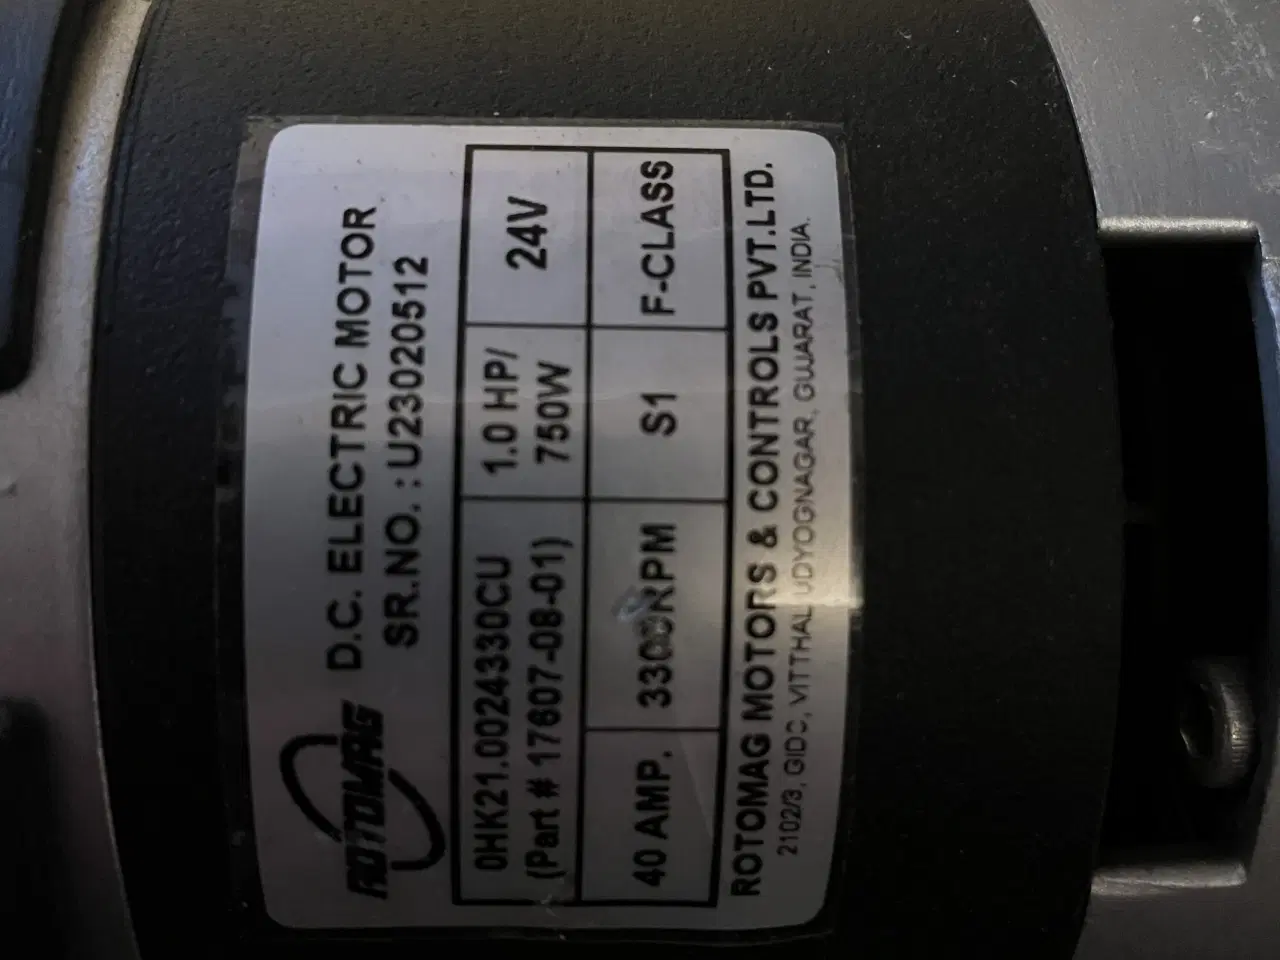 ROTOMAG
D.C. ELECTRIC MOTOR
SR.NO. : U23020512
0HK21.0024330CU
(Part # 17607-08-01)
1.0 HP/
750W
24V
40 AMP.
3300RPM
S1
F-CLASS
ROTOMAG MOTORS & CONTROLS PVT.LTD.
2102/3, GIDC, VITTHAL UDYOGNAGAR, GUJARAT, INDIA.